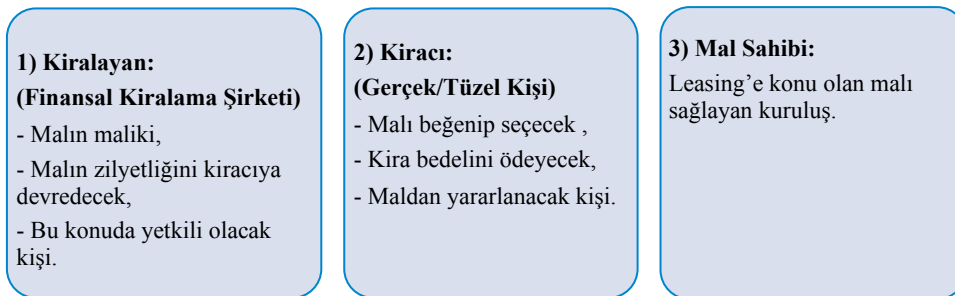 1) Kiralayan:
(Finansal Kiralama Şirketi)
- Malın maliki,
- Malın zilyetliğini kiracıya
devredecek,
- Bu konuda yetkili olacak
kişi.
2) Kiracı:
(Gerçek/Tüzel Kişi)
- Malı beğenip seçecek ,
- Kira bedelini ödeyecek,
- Maldan yararlanacak kişi.
3) Mal Sahibi:
Leasing’e konu olan malı
sağlayan kuruluş.